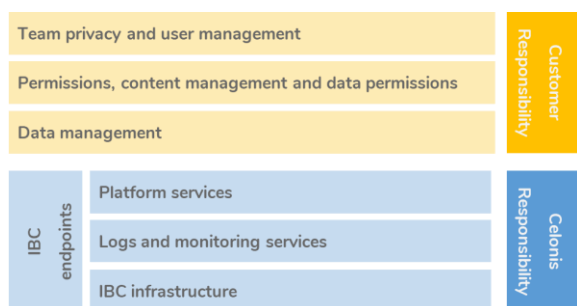 Team privacy and user management
Permissions, content management and data permissions
Data management
Customer
Responsibility
IBC
endpoints
Platform services
Logs and monitoring services
IBC infrastructure
Celonis
Responsibility